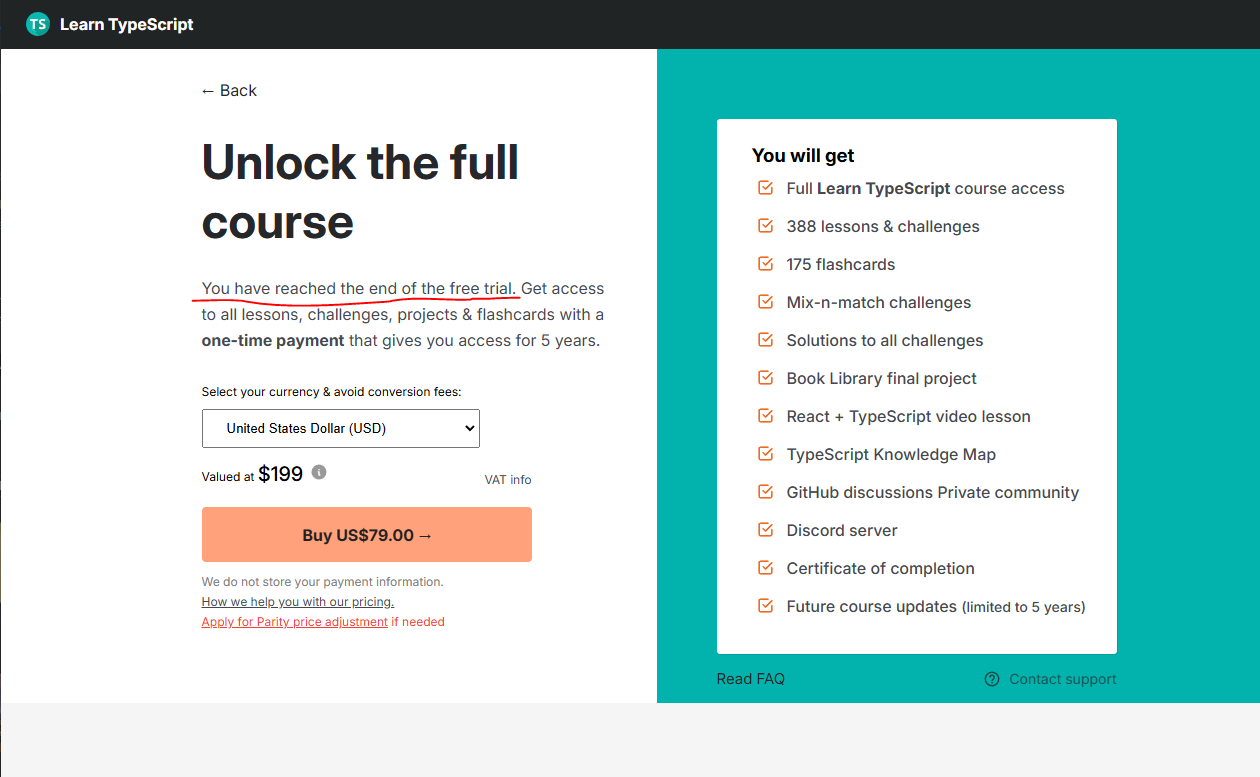 TS Learn TypeScript
← Back
Unlock the full
course
You have reached the end of the free trial. Get access
to all lessons, challenges, projects & flashcards with a
one-time payment that gives you access for 5 years.
Select your currency & avoid conversion fees:
United States Dollar (USD)
Valued at $199 i
VAT info
Buy US$79.00 →
We do not store your payment information.
How we help you with our pricing.
Apply for Parity price adjustment if needed
You will get
Full Learn TypeScript course access
388 lessons & challenges
175 flashcards
Mix-n-match challenges
Solutions to all challenges
Book Library final project
React + TypeScript video lesson
TypeScript Knowledge Map
GitHub discussions Private community
Discord server
Certificate of completion
Future course updates (limited to 5 years)
Read FAQ
? Contact support